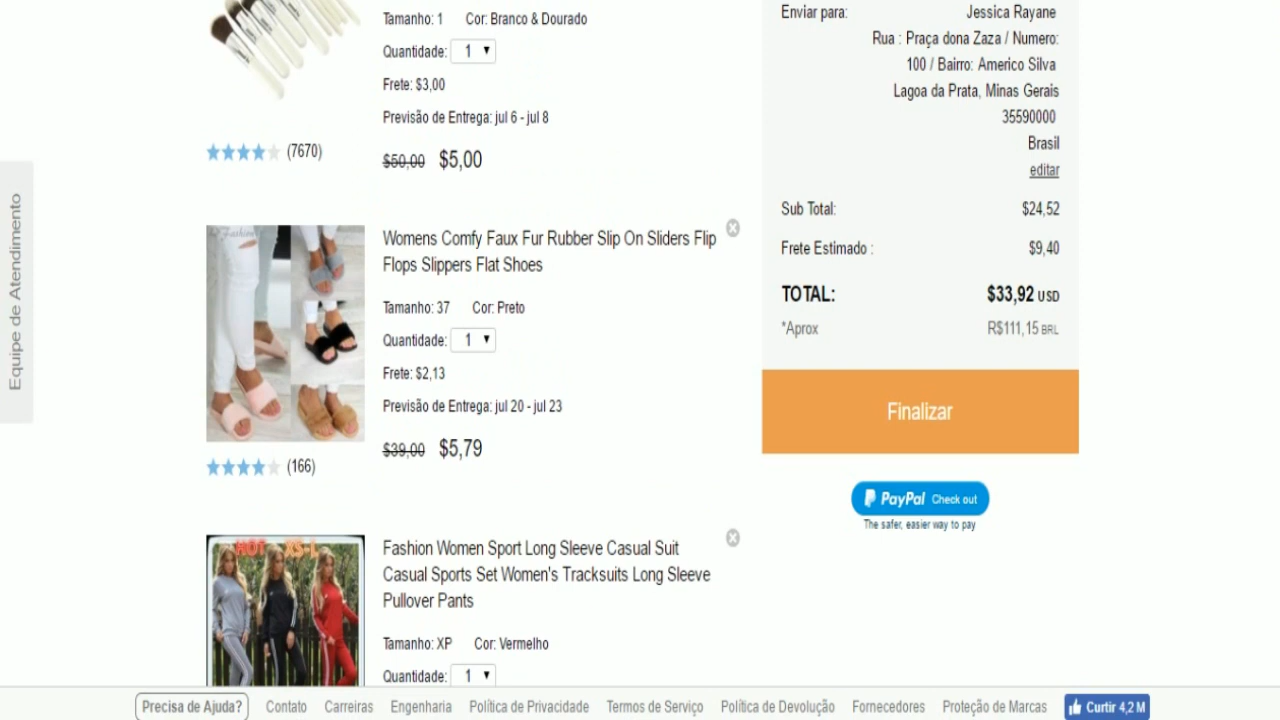 Tamanho: 1 Cor: Branco & Dourado
Quantidade: 1
Frete: $3,00
Previsão de Entrega: jul 6 - jul 8
(7670)
$50,00 $5,00
Fashion
Womens Comfy Faux Fur Rubber Slip On Sliders Flip
Flops Slippers Flat Shoes
Tamanho: 37 Cor: Preto
Quantidade: 1
Frete: $2,13
Previsão de Entrega: jul 20 - jul 23
$39,00 $5,79
(166)
HOT XS-L
Fashion Women Sport Long Sleeve Casual Suit
Casual Sports Set Women's Tracksuits Long Sleeve
Pullover Pants
Tamanho: XP Cor: Vermelho
Quantidade: 1
Enviar para: Jessica Rayane
Rua : Praça dona Zaza / Numero:
100 / Bairro: Americo Silva
Lagoa da Prata, Minas Gerais
35590000
Brasil
editar
Sub Total: $24,52
Frete Estimado : $9,40
TOTAL: $33,92 USD
*Aprox R$111,15 BRL
Finalizar
PayPal Check out
The safer, easier way to pay
Equipe de Atendimento
Precisa de Ajuda? Contato Carreiras Engenharia Política de Privacidade Termos de Serviço Política de Devolução Fornecedores Proteção de Marcas Curtir 4,2 M